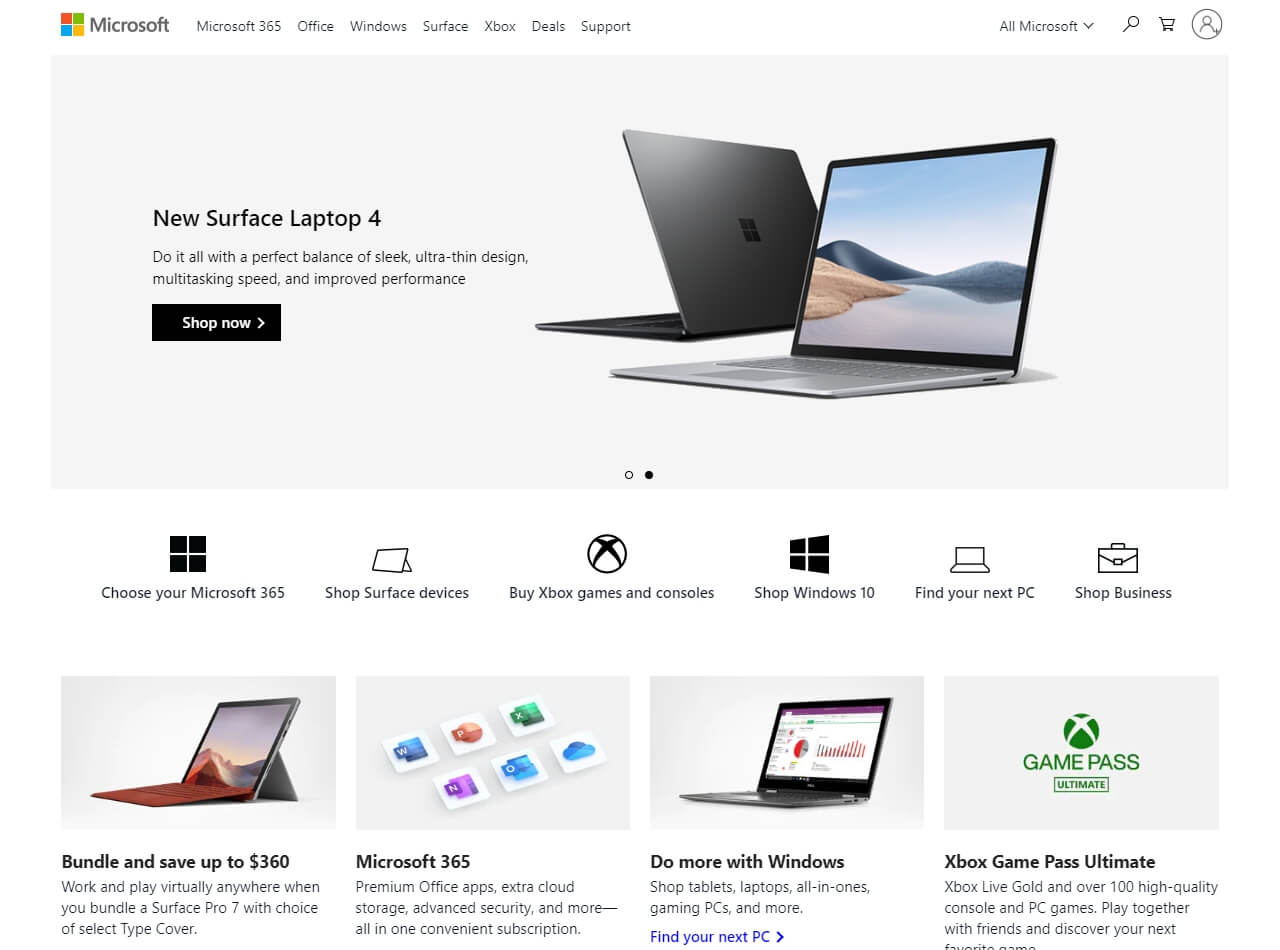 Microsoft
Microsoft 365 Office Windows Surface Xbox Deals Support
All Microsoft
New Surface Laptop 4
Do it all with a perfect balance of sleek, ultra-thin design,
multitasking speed, and improved performance
Shop now
Choose your Microsoft 365
Shop Surface devices
Buy Xbox games and consoles
Shop Windows 10
Find your next PC
Shop Business
W
P
X
N
O
DELL
GAME PASS
ULTIMATE
Bundle and save up to $360
Work and play virtually anywhere when
you bundle a Surface Pro 7 with choice
of select Type Cover.
Microsoft 365
Premium Office apps, extra cloud
storage, advanced security, and more—
all in one convenient subscription.
Do more with Windows
Shop tablets, laptops, all-in-ones,
gaming PCs, and more.
Find your next PC
Xbox Game Pass Ultimate
Xbox Live Gold and over 100 high-quality
console and PC games. Play together
with friends and discover your next
favorite game.